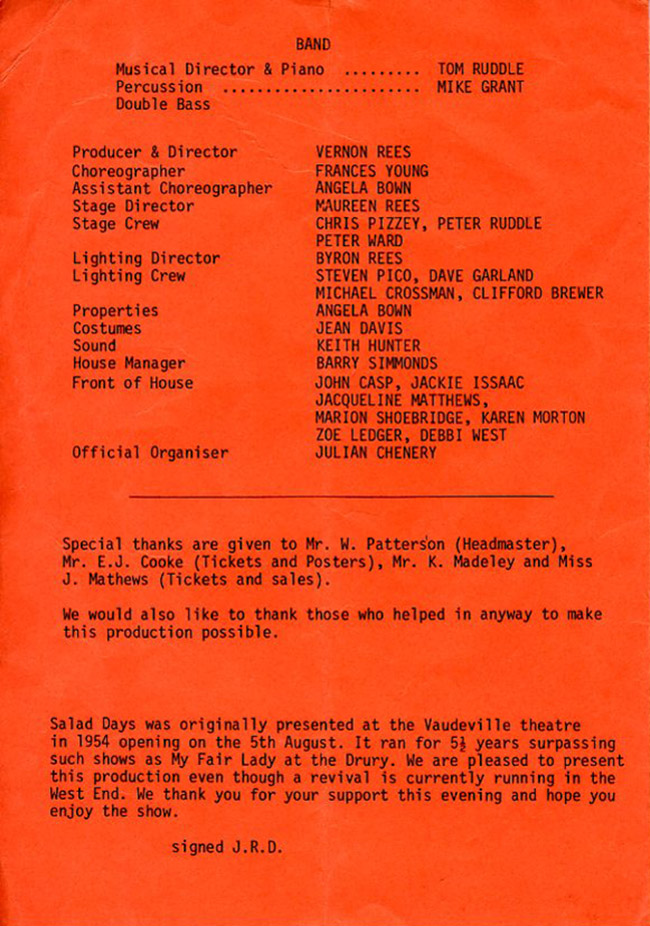 BAND
Musical Director & Piano ......... TOM RUDDLE
Percussion ....................... MIKE GRANT
Double Bass
Producer & Director VERNON REES
Choreographer FRANCES YOUNG
Assistant Choreographer ANGELA BOWN
Stage Director MAUREEN REES
Stage Crew CHRIS PIZZEY, PETER RUDDLE
PETER WARD
Lighting Director BYRON REES
Lighting Crew STEVEN PICO, DAVE GARLAND
MICHAEL CROSSMAN, CLIFFORD BREWER
Properties ANGELA BOWN
Costumes JEAN DAVIS
Sound KEITH HUNTER
House Manager BARRY SIMMONDS
Front of House JOHN CASP, JACKIE ISSAAC
JACQUELINE MATTHEWS,
MARION SHOEBRIDGE, KAREN MORTON
ZOE LEDGER, DEBBI WEST
Official Organiser JULIAN CHENERY
Special thanks are given to Mr. W. Patterson (Headmaster),
Mr. E.J. Cooke (Tickets and Posters), Mr. K. Madeley and Miss
J. Mathews (Tickets and sales).
We would also like to thank those who helped in anyway to make
this production possible.
Salad Days was originally presented at the Vaudeville theatre
in 1954 opening on the 5th August. It ran for 5½ years surpassing
such shows as My Fair Lady at the Drury. We are pleased to present
this production even though a revival is currently running in the
West End. We thank you for your support this evening and hope you
enjoy the show.
signed J.R.D.